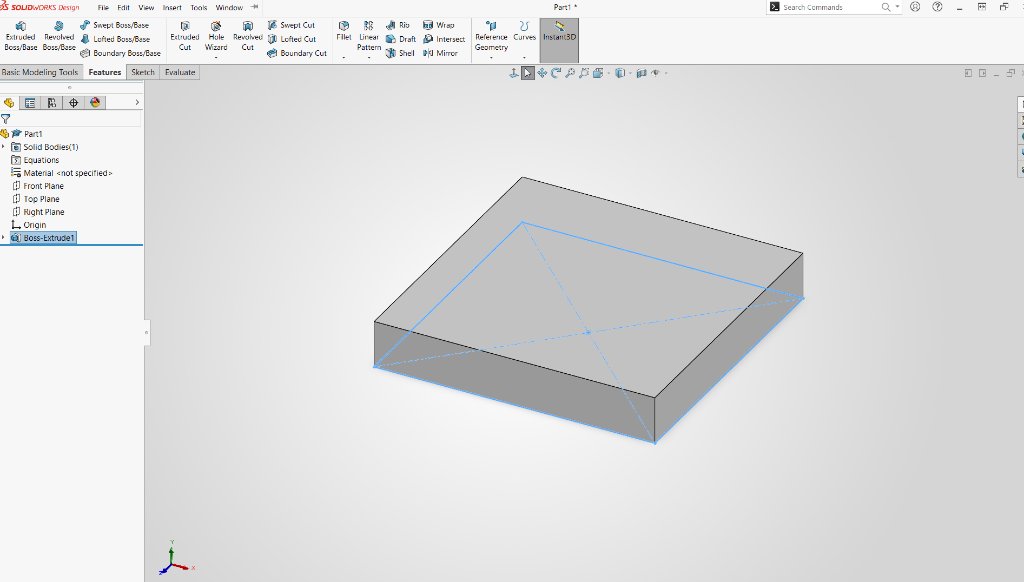 SOLIDWORKS Design File Edit View Insert Tools Window Part1 * Search Commands
Extruded Boss/Base
Revolved Boss/Base
Swept Boss/Base
Lofted Boss/Base
Boundary Boss/Base
Extruded Cut
Hole Wizard
Revolved Cut
Swept Cut
Lofted Cut
Boundary Cut
Fillet
Linear Pattern
Rib
Draft
Shell
Wrap
Intersect
Mirror
Reference Geometry
Curves
Instant3D
Basic Modeling Tools Features Sketch Evaluate
Part1
Solid Bodies(1)
Equations
Material <not specified>
Front Plane
Top Plane
Right Plane
Origin
Boss-Extrude1
Y
X
Z